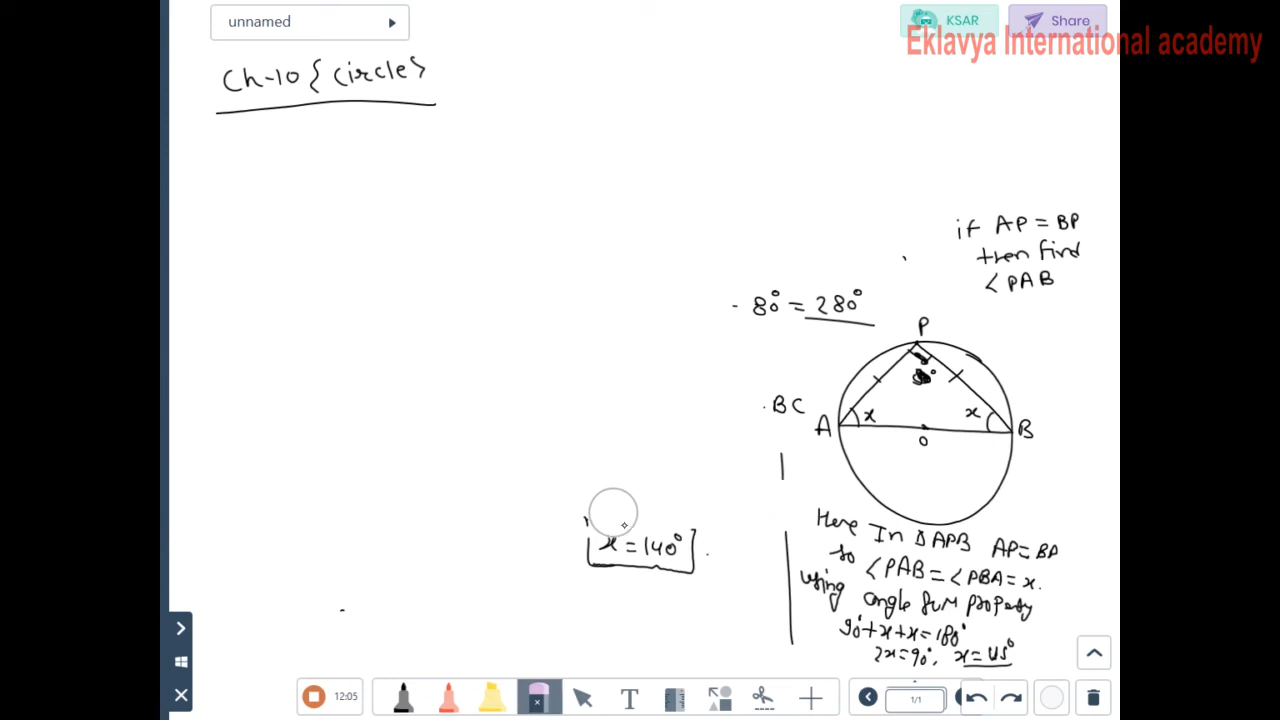 unnamed
KSAR
Share
Eklavya International academy
Ch-10 { Circle}
if AP = BP
then find
∠PAB
- 80° = 280°
P
BC
A
x
x
B
O
x = 140°
Here In Δ APB AP = BP
so ∠PAB = ∠PBA = x.
using angle sum property
90° + x + x = 180°
2x = 90°, x = 45°
12:05
T
1/1